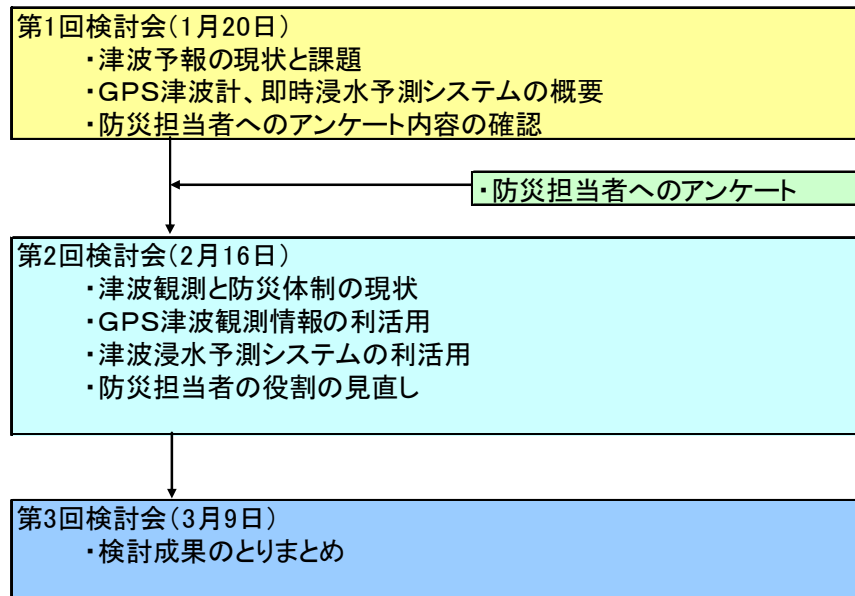 第1回検討会(1月20日)
・津波予報の現状と課題
・GPS津波計、即時浸水予測システムの概要
・防災担当者へのアンケート内容の確認
・防災担当者へのアンケート
第2回検討会(2月16日)
・津波観測と防災体制の現状
・GPS津波観測情報の利活用
・津波浸水予測システムの利活用
・防災担当者の役割の見直し
第3回検討会(3月9日)
・検討成果のとりまとめ